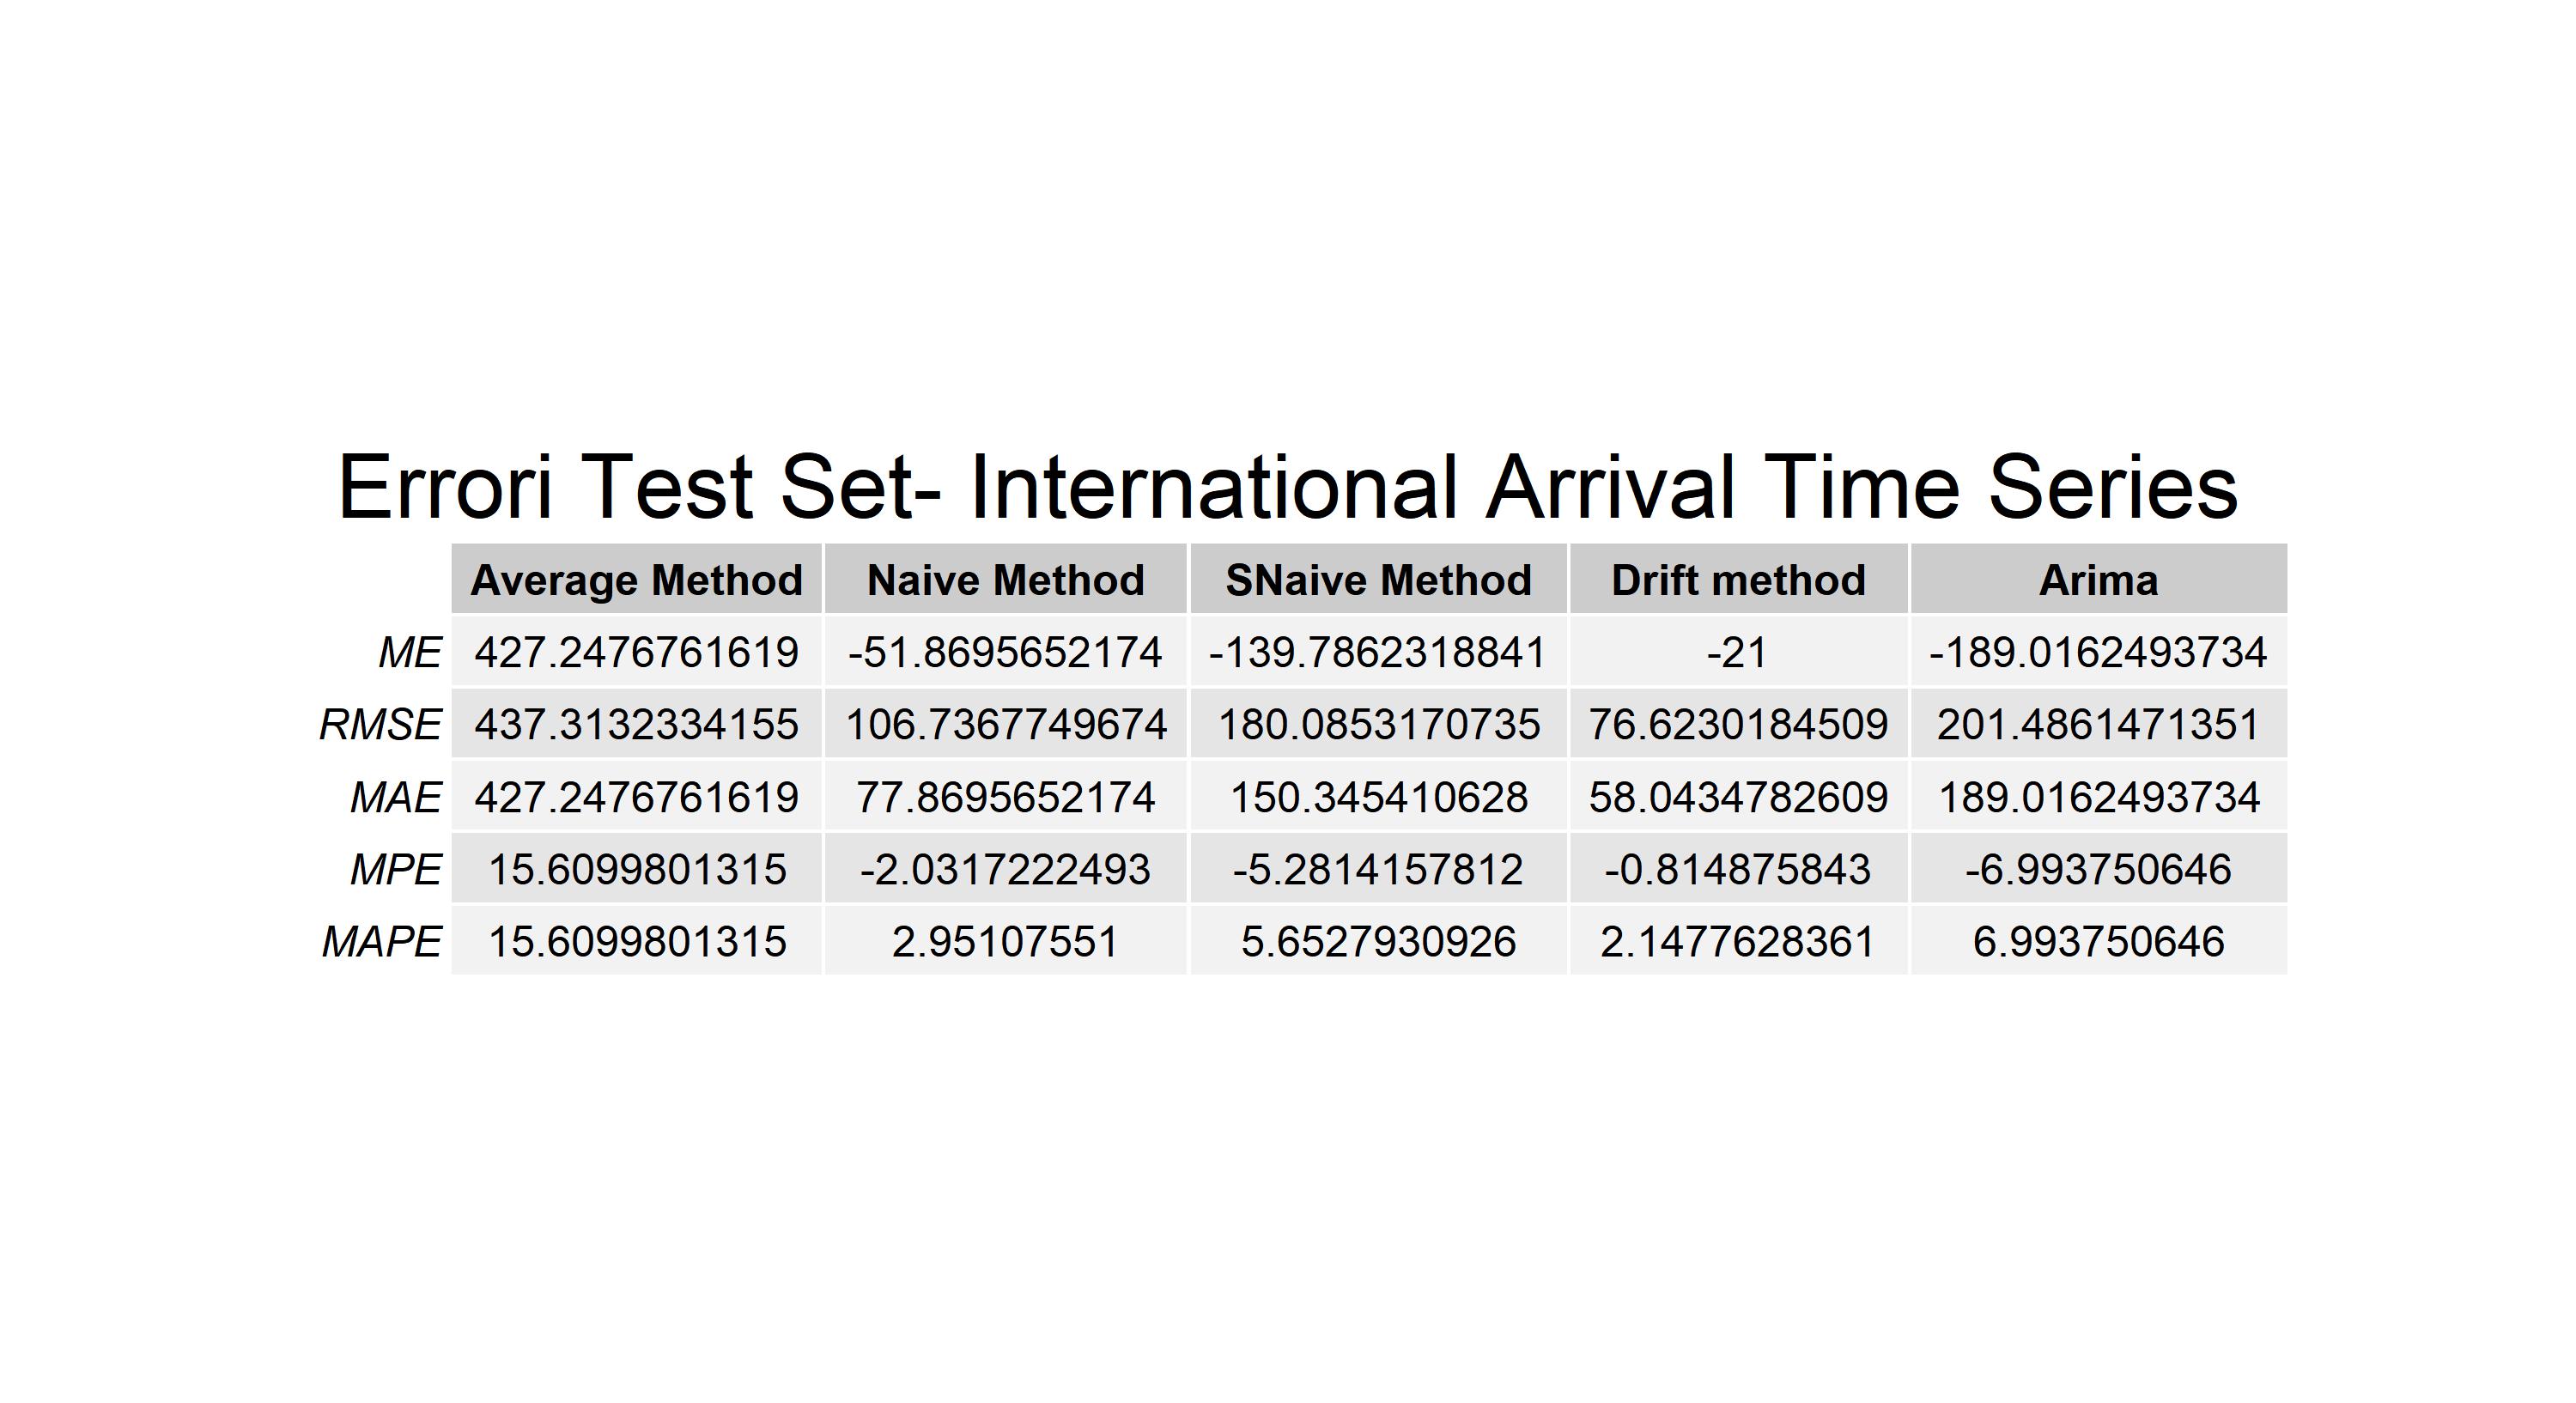 Errori Test Set- International Arrival Time Series
Average Method Naive Method SNaive Method Drift method Arima
ME 427.2476761619 -51.8695652174 -139.7862318841 -21 -189.0162493734
RMSE 437.3132334155 106.7367749674 180.0853170735 76.6230184509 201.4861471351
MAE 427.2476761619 77.8695652174 150.345410628 58.0434782609 189.0162493734
MPE 15.6099801315 -2.0317222493 -5.2814157812 -0.814875843 -6.993750646
MAPE 15.6099801315 2.95107551 5.6527930926 2.1477628361 6.993750646